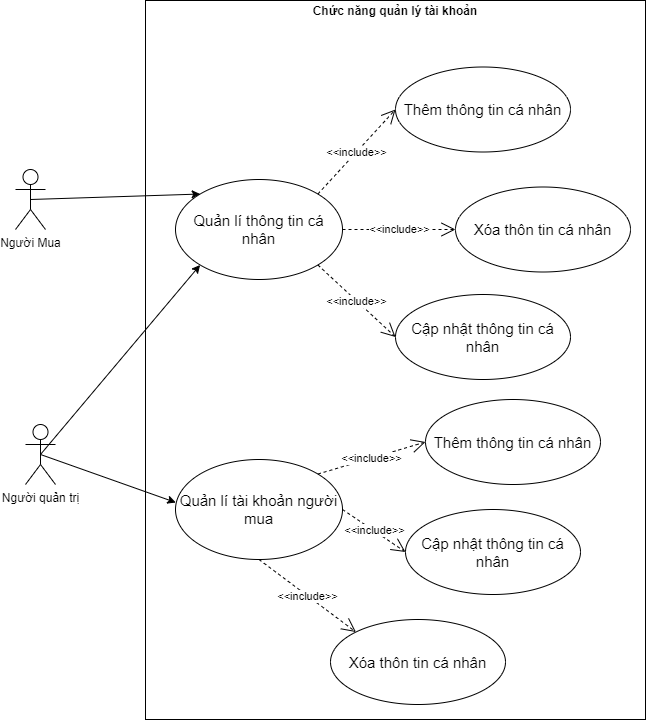 Chức năng quản lý tài khoản
Thêm thông tin cá nhân
<<include>>
Người Mua
Quản lí thông tin cá
nhân
<<include>>
Xóa thôn tin cá nhân
<<include>>
Cập nhật thông tin cá
nhân
Người quản trị
Thêm thông tin cá nhân
<<include>>
Quản lí tài khoản người
mua
<<include>>
Cập nhật thông tin cá
nhân
<<include>>
Xóa thôn tin cá nhân